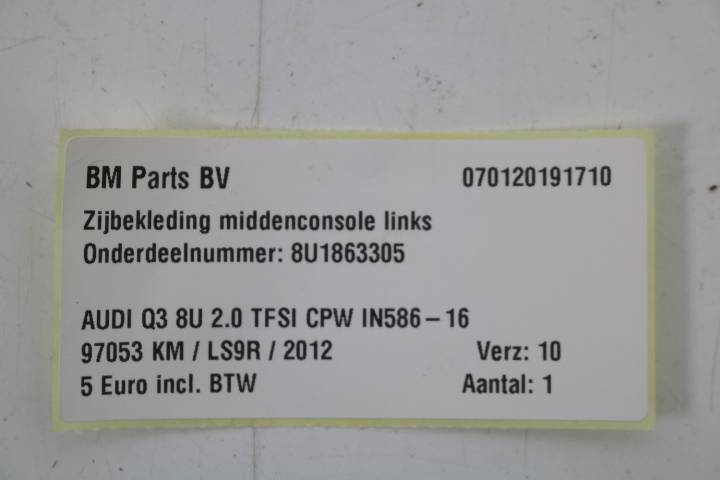 BM Parts BV 070120191710
Zijbekleding middenconsole links
Onderdeelnummer: 8U1863305
AUDI Q3 8U 2.0 TFSI CPW IN586-16
97053 KM / LS9R / 2012 Verz: 10
5 Euro incl. BTW Aantal: 1